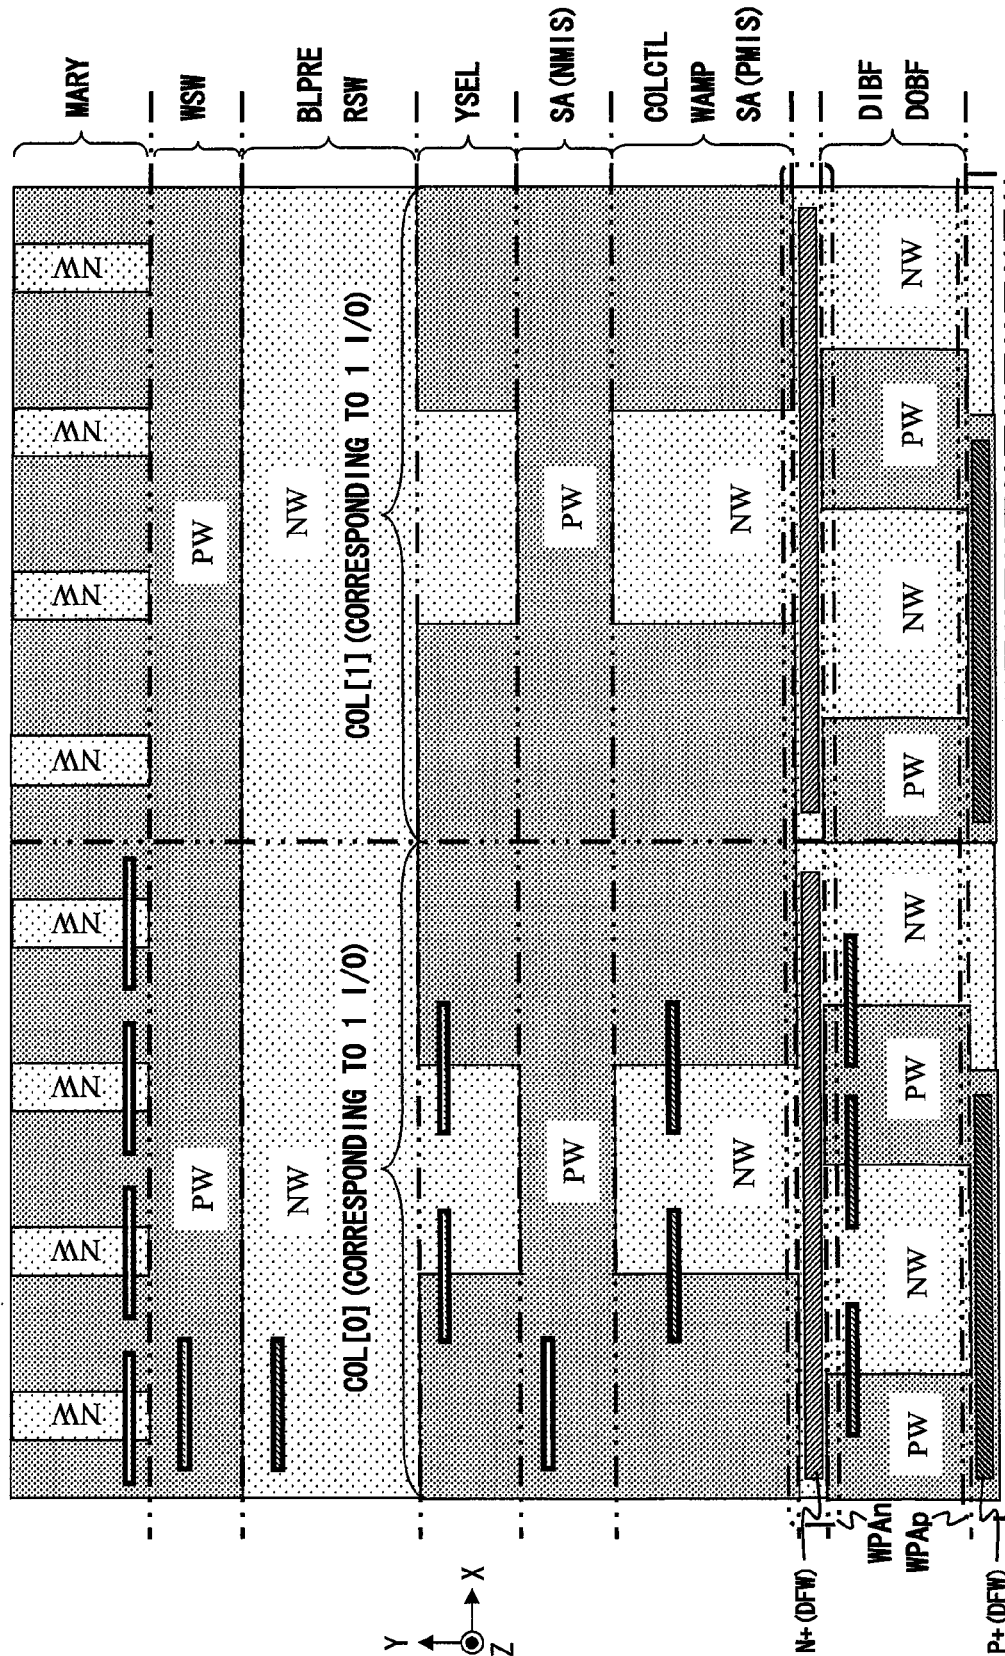 MARY
NW
NW
NW
NW
NW
NW
NW
NW
WSW
PW
PW
BLPRE
RSW
NW
NW
COL[0](CORRESPONDING TO 1 I/O)
COL[1](CORRESPONDING TO 1 I/O)
YSEL
SA(NMIS)
PW
PW
COLCTL
WAMP
SA(PMIS)
NW
NW
DIBF
DOBF
PW
NW
PW
NW
PW
NW
PW
NW
Y
X
Z
N+(DFW)
WPAn
WPAp
P+(DFW)